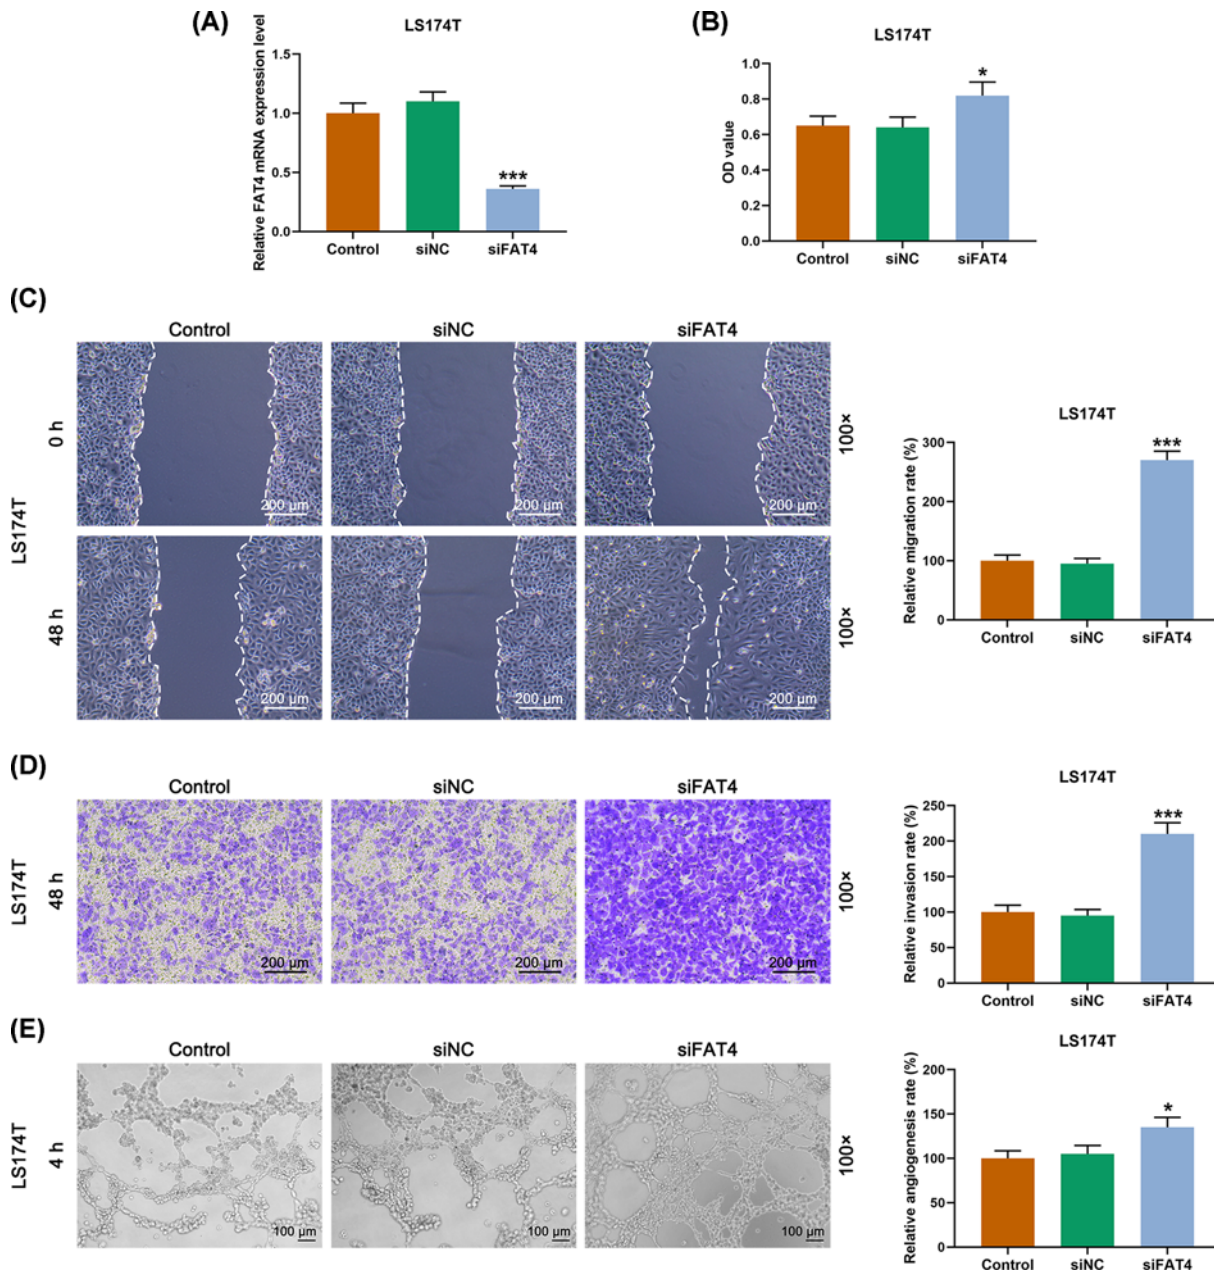 (A)
LS174T
Relative FAT4 mRNA expression level
1.5
1.0
0.5
0.0
***
Control siNC siFAT4
(B)
LS174T
OD value
1.0
0.8
0.6
0.4
0.2
0.0
*
Control siNC siFAT4
(C)
Control siNC siFAT4
LS174T
0 h
200 µm 200 µm 200 µm
100×
48 h
200 µm 200 µm 200 µm
100×
LS174T
Relative migration rate (%)
300
200
100
0
***
Control siNC siFAT4
(D)
Control siNC siFAT4
LS174T
48 h
200 µm 200 µm 200 µm
100×
LS174T
Relative invasion rate (%)
250
200
150
100
50
0
***
Control siNC siFAT4
(E)
Control siNC siFAT4
LS174T
4 h
100 µm 100 µm 100 µm
100×
LS174T
Relative angiogenesis rate (%)
200
150
100
50
0
*
Control siNC siFAT4